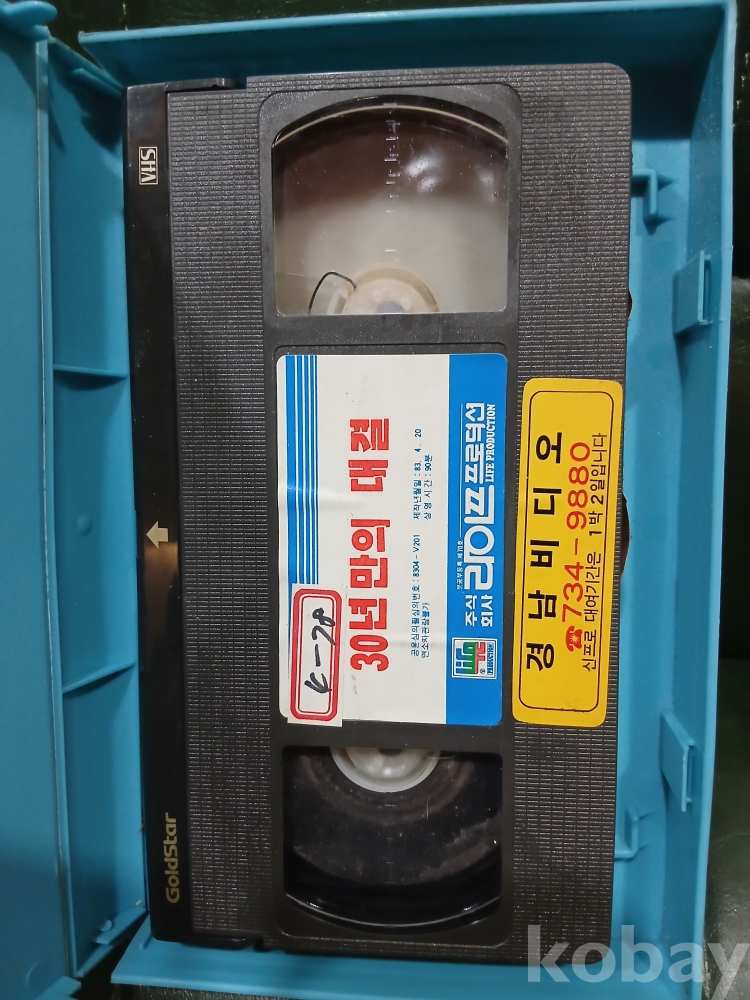 VHS
GoldStar
4-78
30년만의 대결
공윤심의필심의번호 : 8304-V201 제작년월일 : 83. 4. 20
연소자관람불가 상영시간 : 90분
Life
PRODUCTION
주식
회사
라이프프로덕션
LIFE PRODUCTION
경남비디오
☎734-9880
신프로 대여기간은 1박 2일입니다
kobay